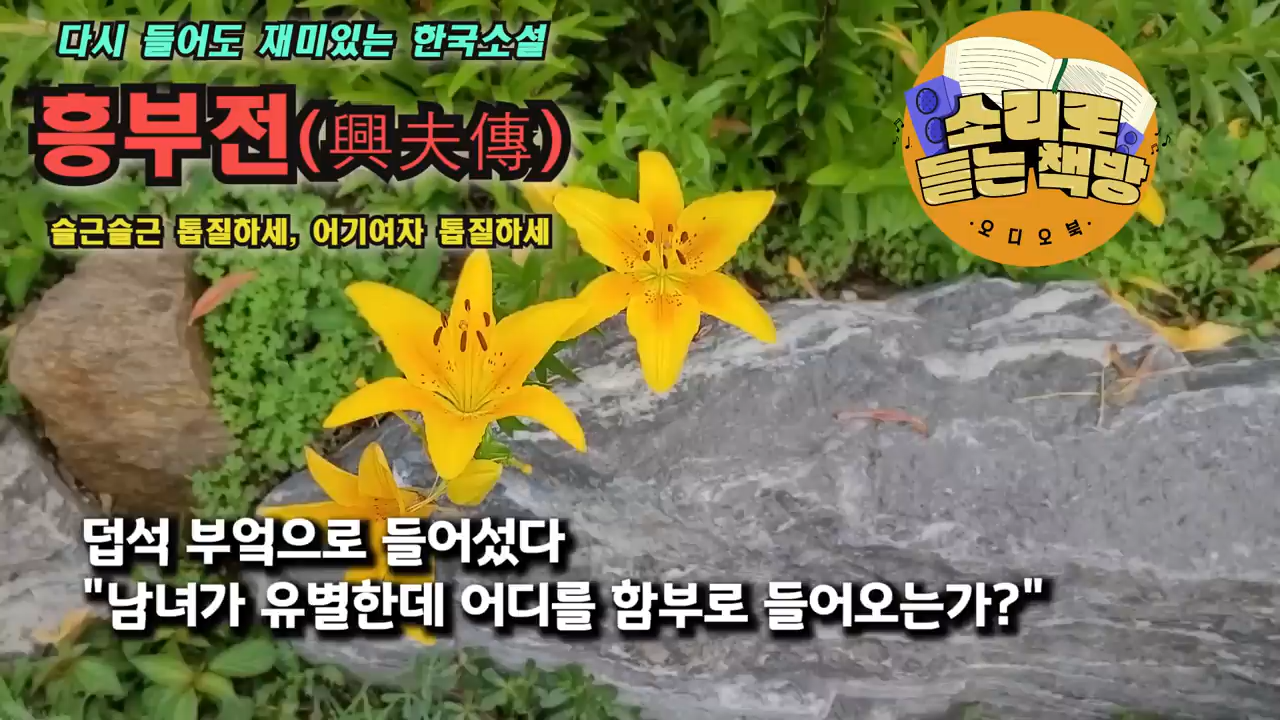 다시 들어도 재미있는 한국소설
흥부전(興夫傳)
슬근슬근 톱질하세, 어기여차 톱질하세
소리로
듣는 책방
·오디오북·
덥석 부엌으로 들어섰다
"남녀가 유별한데 어디를 함부로 들어오는가?"